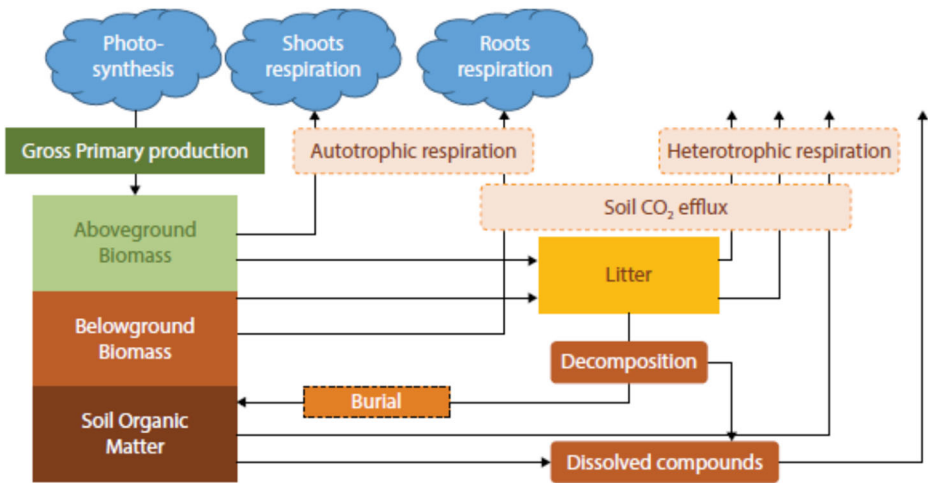 Photo-
synthesis
Shoots
respiration
Roots
respiration
Gross Primary production
Autotrophic respiration
Heterotrophic respiration
Soil CO₂ efflux
Aboveground
Biomass
Litter
Belowground
Biomass
Decomposition
Burial
Soil Organic
Matter
Dissolved compounds